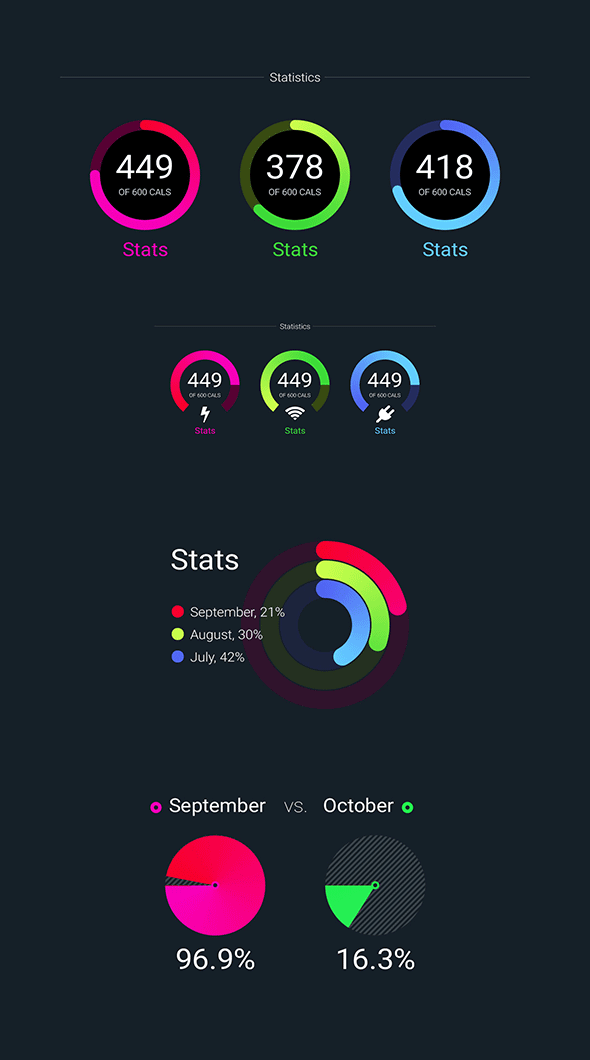 Statistics
449 378 418
OF 600 CALS OF 600 CALS OF 600 CALS
Stats Stats Stats
Statistics
449 449 449
OF 600 CALS OF 600 CALS OF 600 CALS
Stats Stats Stats
Stats
September, 21%
August, 30%
July, 42%
September vs. October
96.9% 16.3%